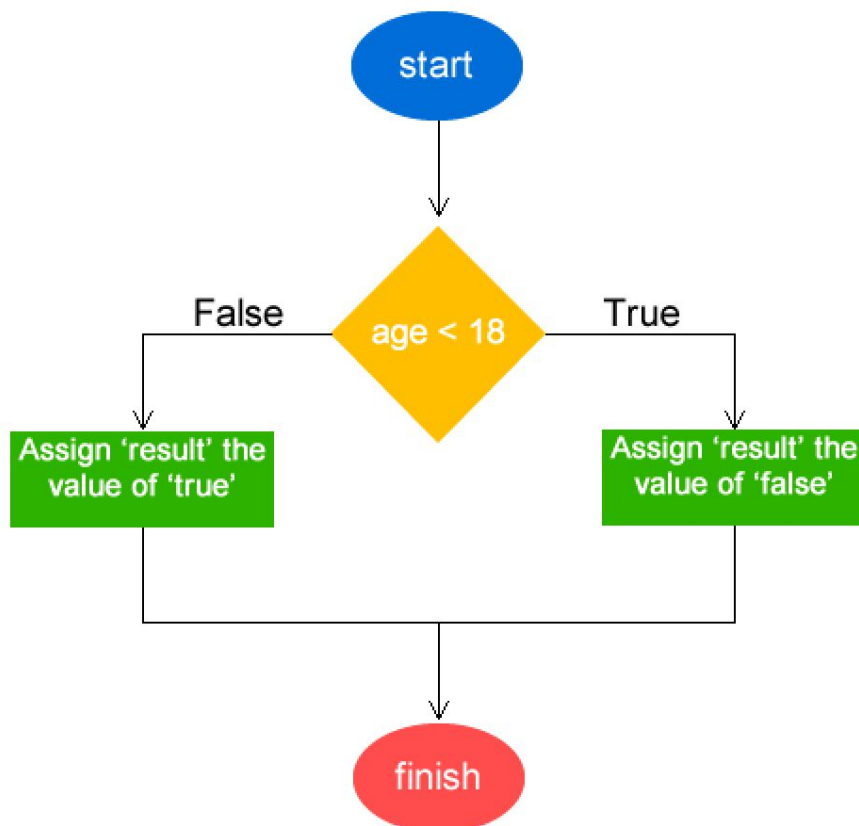 start
False
True
age < 18
Assign ‘result’ the
value of ‘true’
Assign ‘result’ the
value of ‘false’
finish